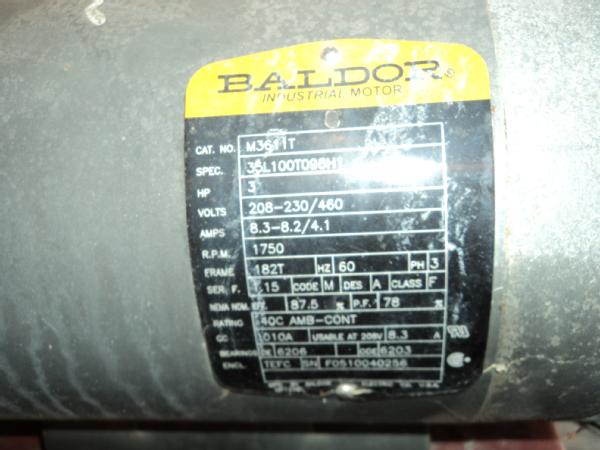 BALDOR®
INDUSTRIAL MOTOR
CAT. NO. M3611T
SPEC. 35L100T096H1
HP 3
VOLTS 208-230/460
AMPS 8.3-8.2/4.1
R.P.M. 1750
FRAME 182T HZ 60 PH 3
SER. F. 1.15 CODE M DES A CLASS F
NEMA NOM. EFF. 87.5 % P.F. 78 %
RATING 40C AMB-CONT
CC 010A USABLE AT 208V 8.3 A
BEARINGS DE 6206 ODE 6203
ENCL. TEFC SN F0510040256